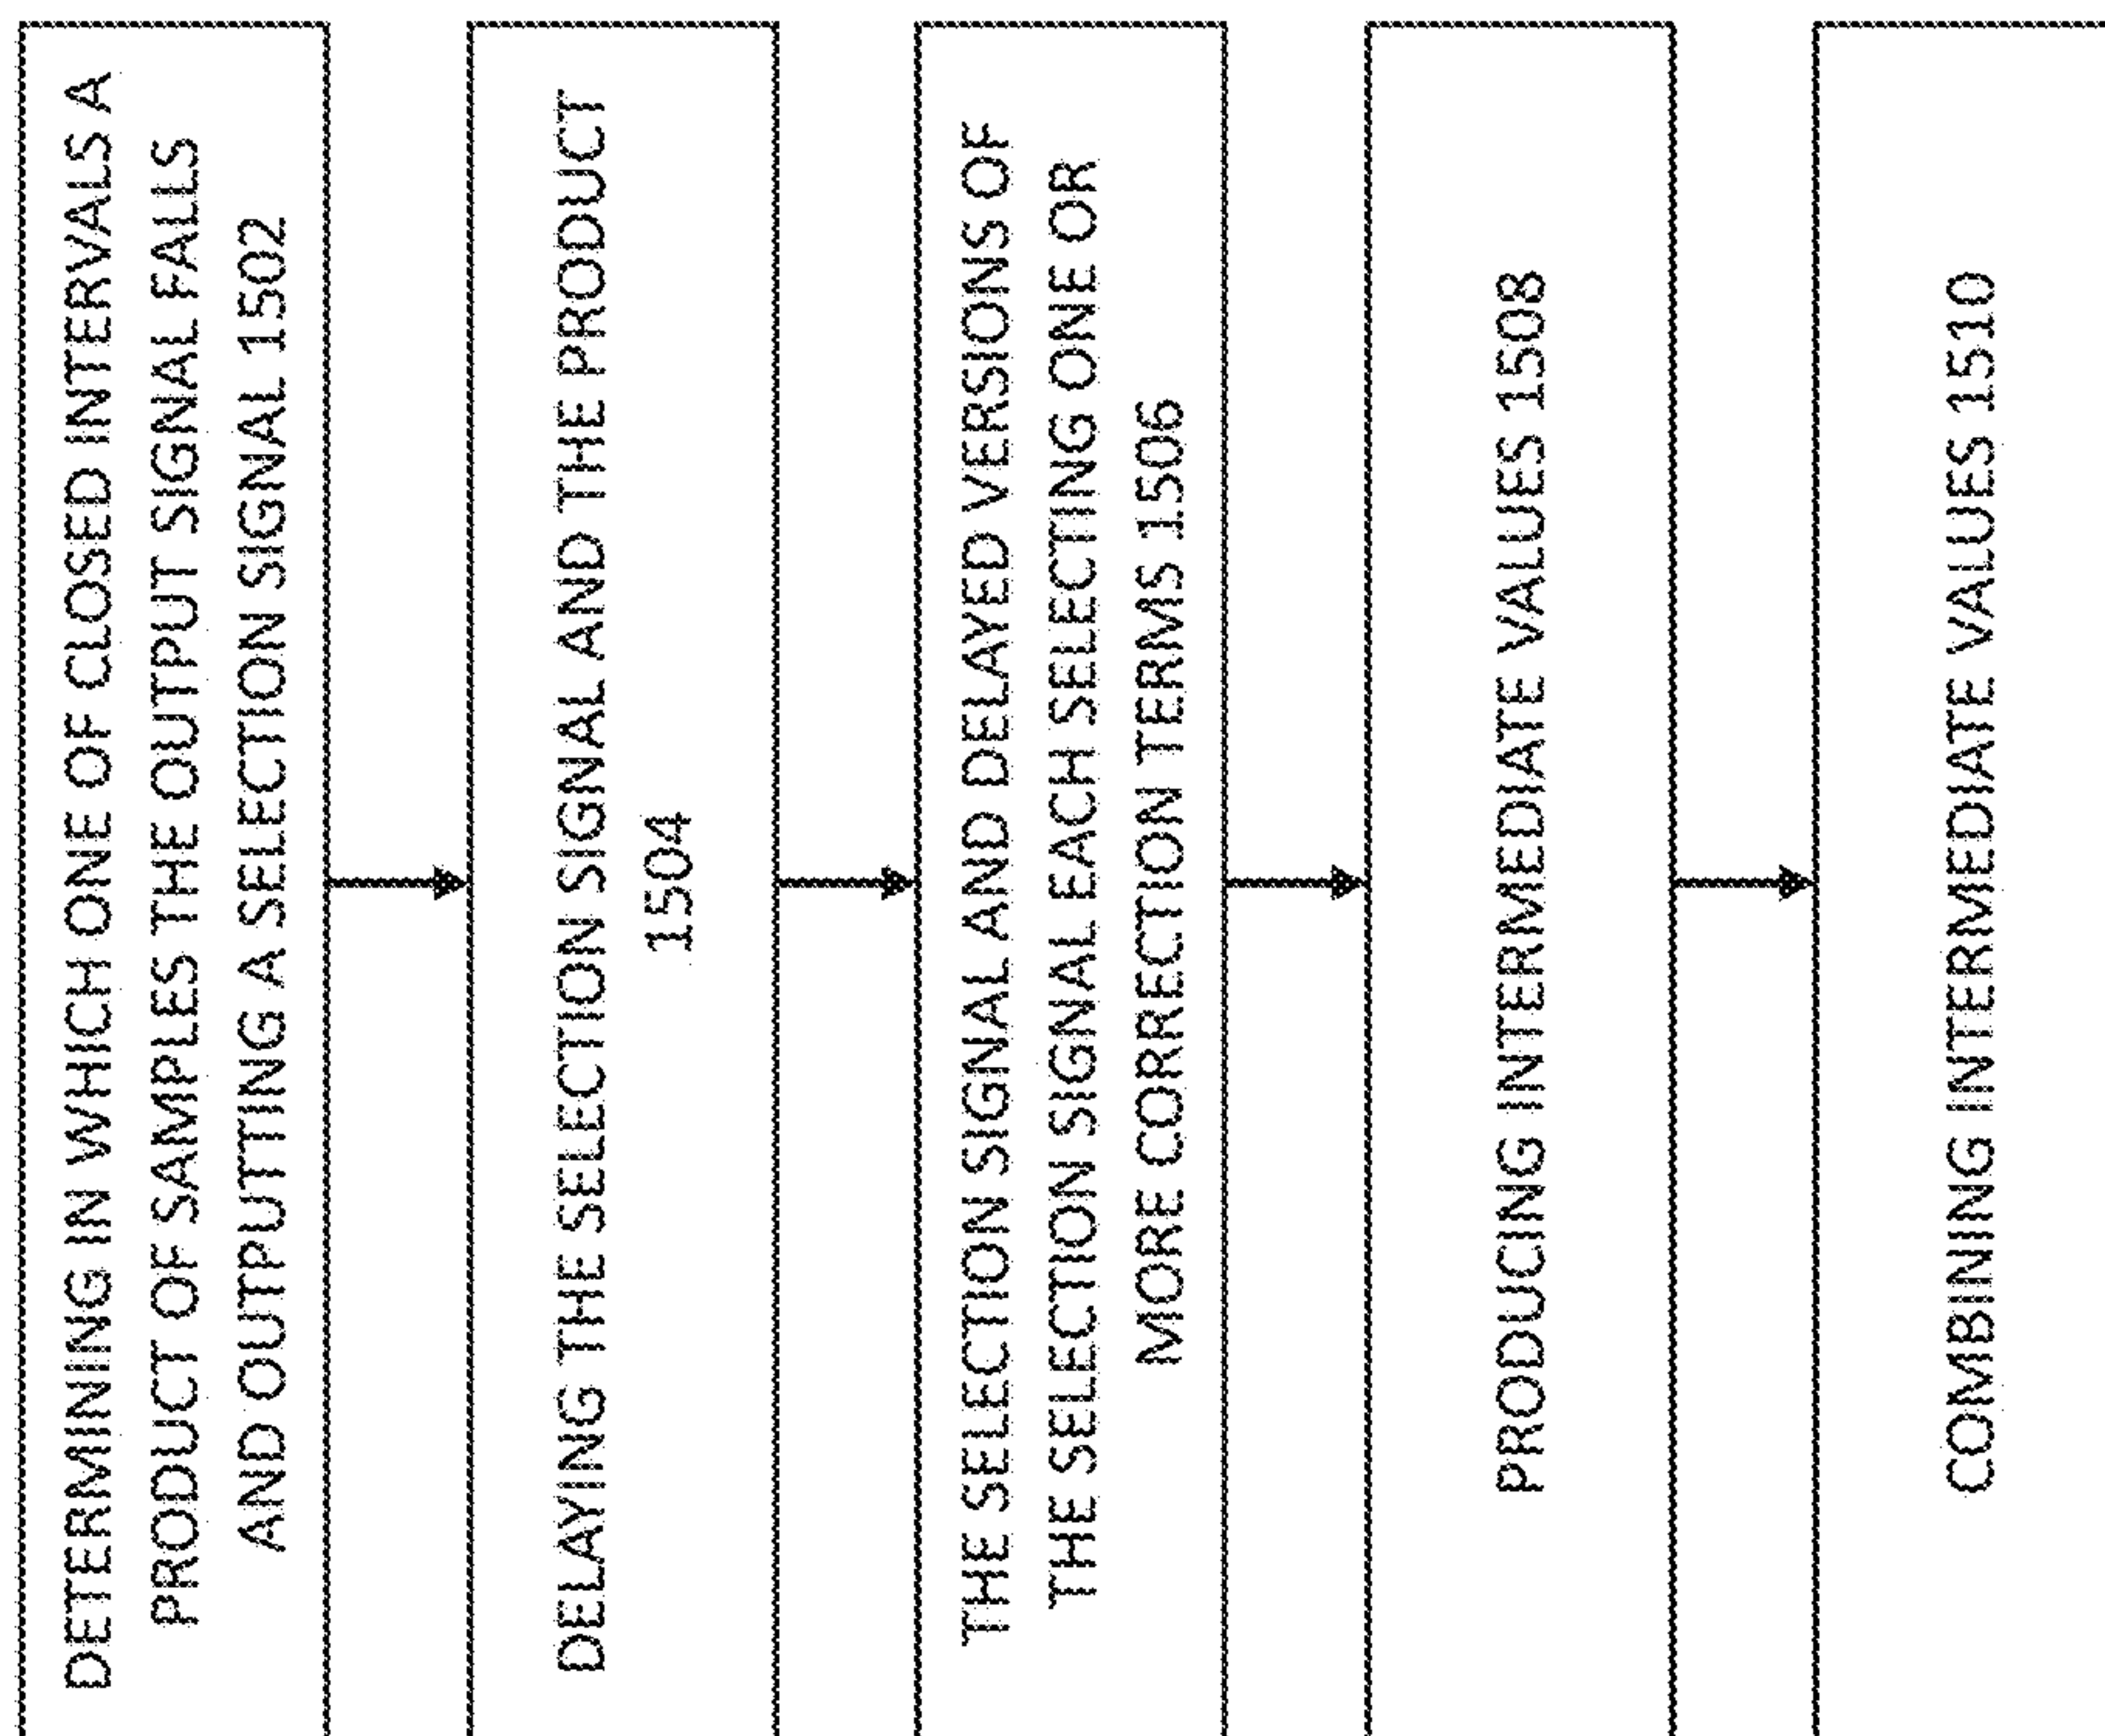 DETERMINING IN WHICH ONE OF CLOSED INTERVALS A
PRODUCT OF SAMPLES THE OUTPUT SIGNAL FALLS
AND OUTPUTTING A SELECTION SIGNAL 1502
DELAYING THE SELECTION SIGNAL AND THE PRODUCT
1504
THE SELECTION SIGNAL AND DELAYED VERSIONS OF
THE SELECTION SIGNAL EACH SELECTING ONE OR
MORE CORRECTION TERMS 1506
PRODUCING INTERMEDIATE VALUES 1508
COMBINING INTERMEDIATE VALUES 1510